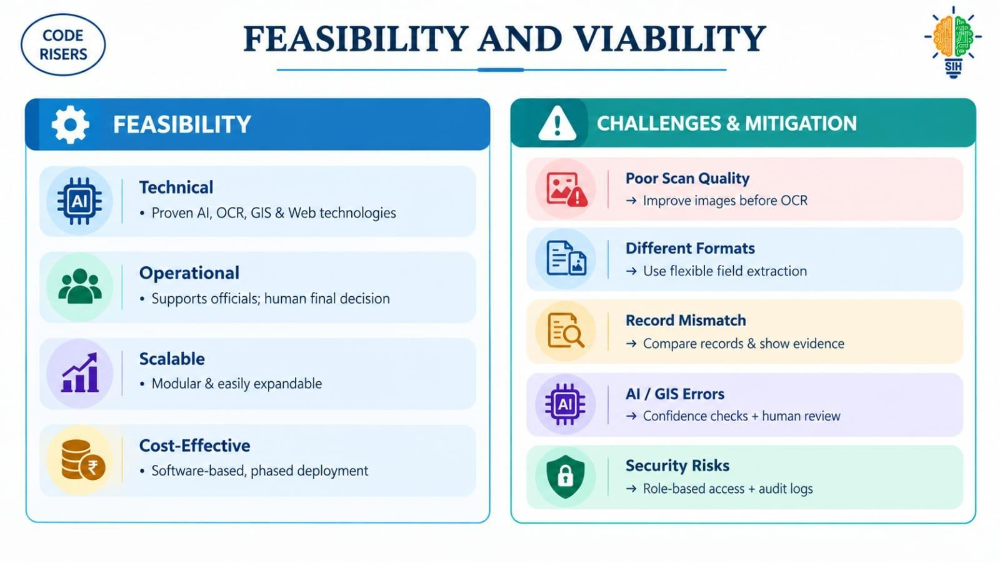 CODE
RISERS
FEASIBILITY AND VIABILITY
SIH
FEASIBILITY
AI
Technical
• Proven AI, OCR, GIS & Web technologies
Operational
• Supports officials; human final decision
Scalable
• Modular & easily expandable
₹
Cost-Effective
• Software-based, phased deployment
CHALLENGES & MITIGATION
Poor Scan Quality
→ Improve images before OCR
Different Formats
→ Use flexible field extraction
Record Mismatch
→ Compare records & show evidence
AI
AI / GIS Errors
→ Confidence checks + human review
Security Risks
→ Role-based access + audit logs